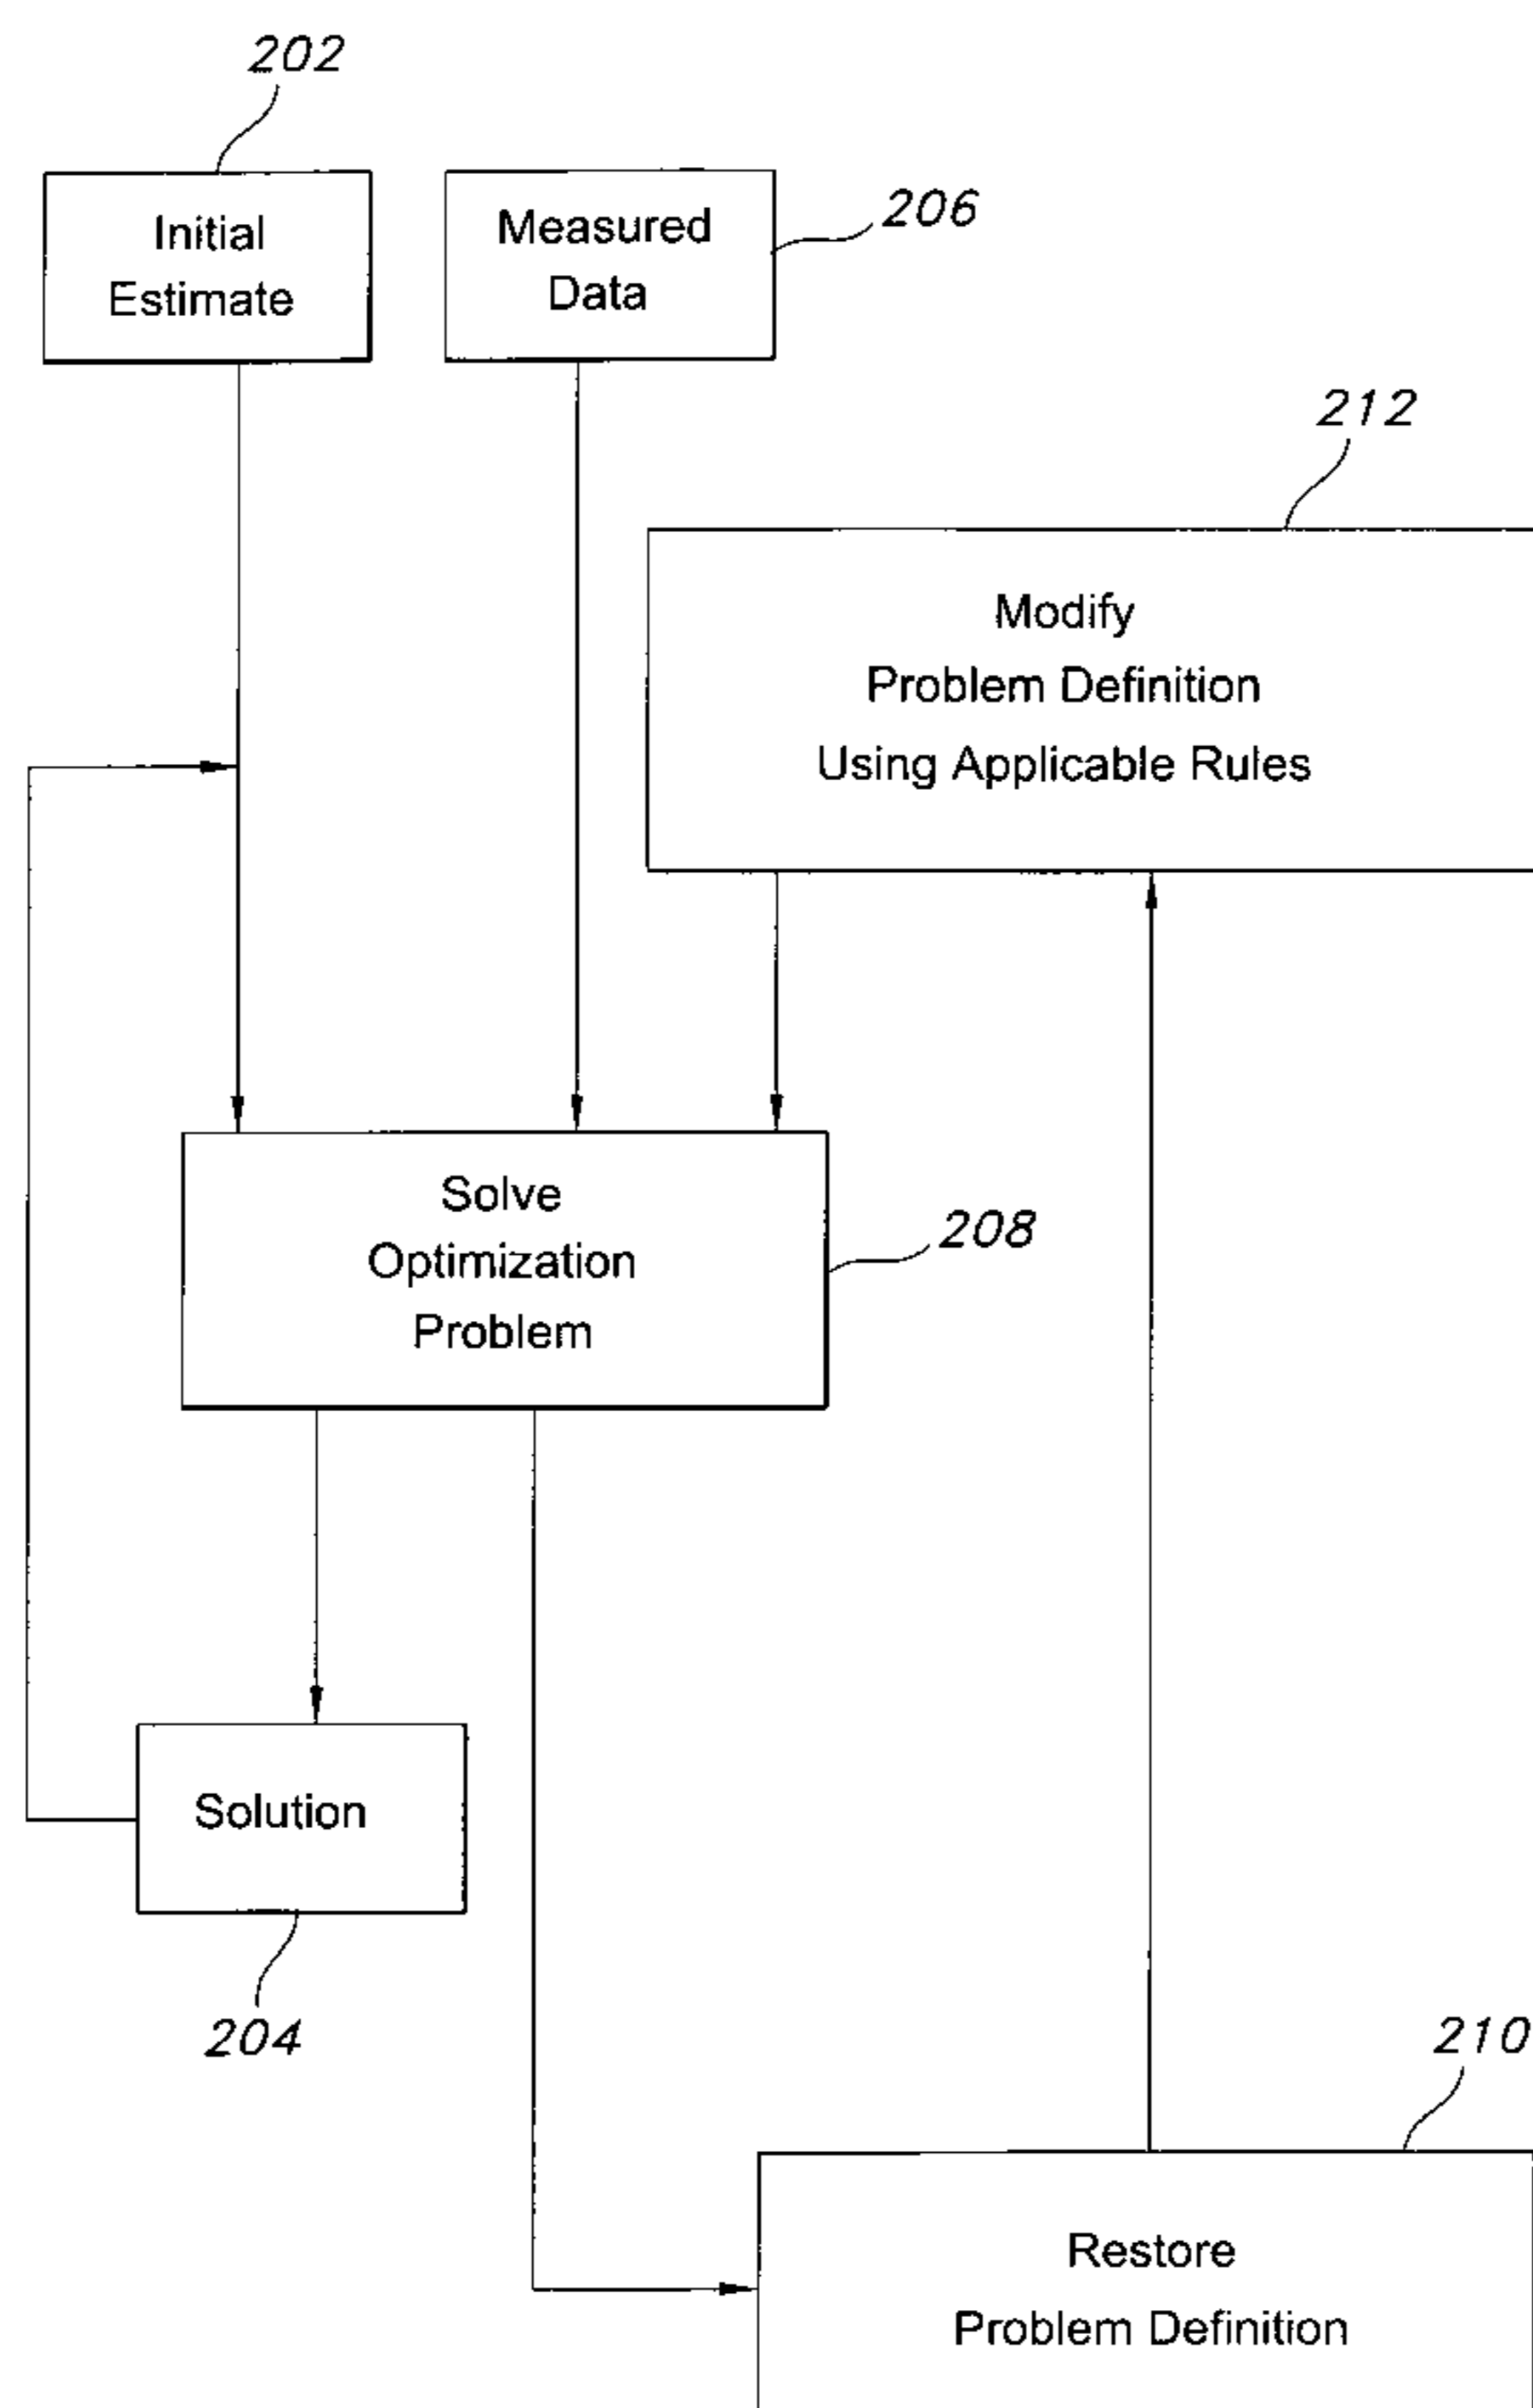 202
Initial
Estimate
Measured
Data
206
212
Modify
Problem Definition
Using Applicable Rules
Solve
Optimization
Problem
208
Solution
204
210
Restore
Problem Definition